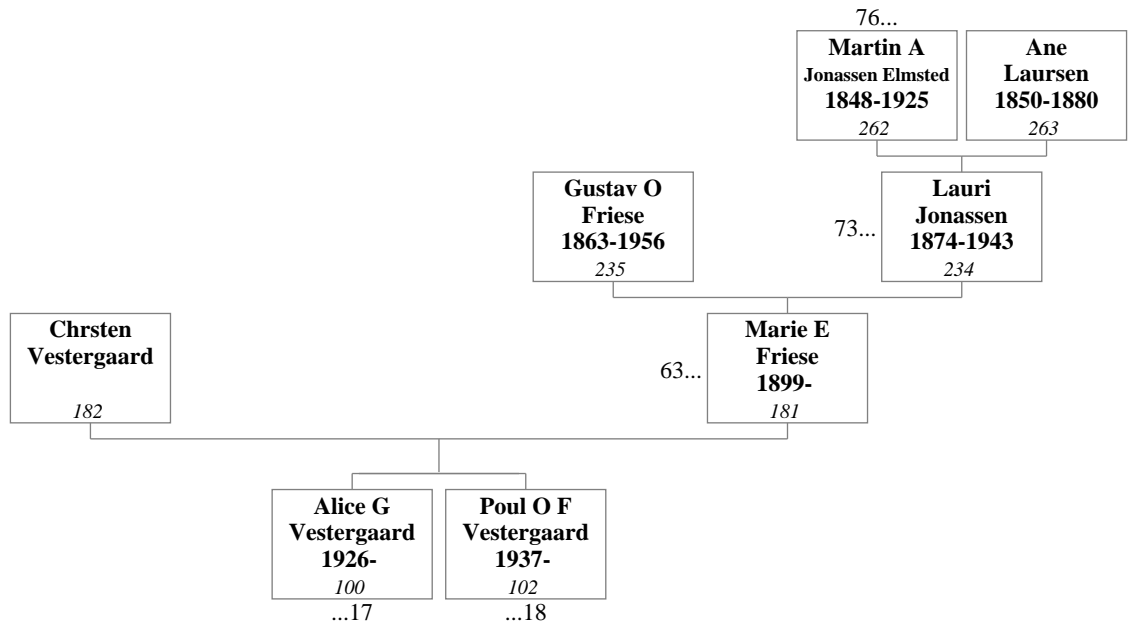 76...
Martin A
Jonassen Elmsted
1848-1925
262
Ane
Laursen
1850-1880
263
Gustav O
Friese
1863-1956
235
73...
Lauri
Jonassen
1874-1943
234
Chrsten
Vestergaard
182
63...
Marie E
Friese
1899-
181
Alice G
Vestergaard
1926-
100
...17
Poul O F
Vestergaard
1937-
102
...18